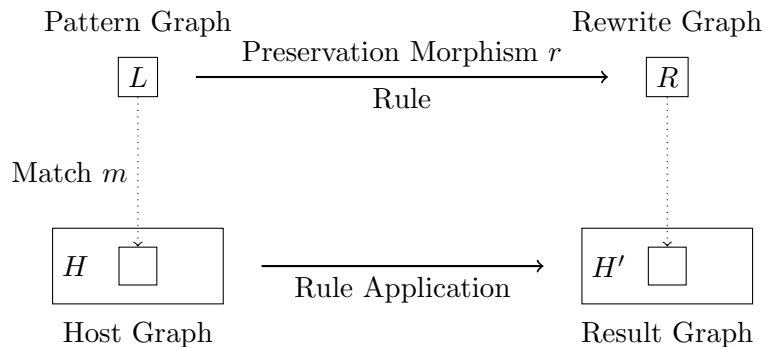 Pattern Graph
Rewrite Graph
Preservation Morphism r
L
R
Rule
Match m
H
H′
Rule Application
Host Graph
Result Graph